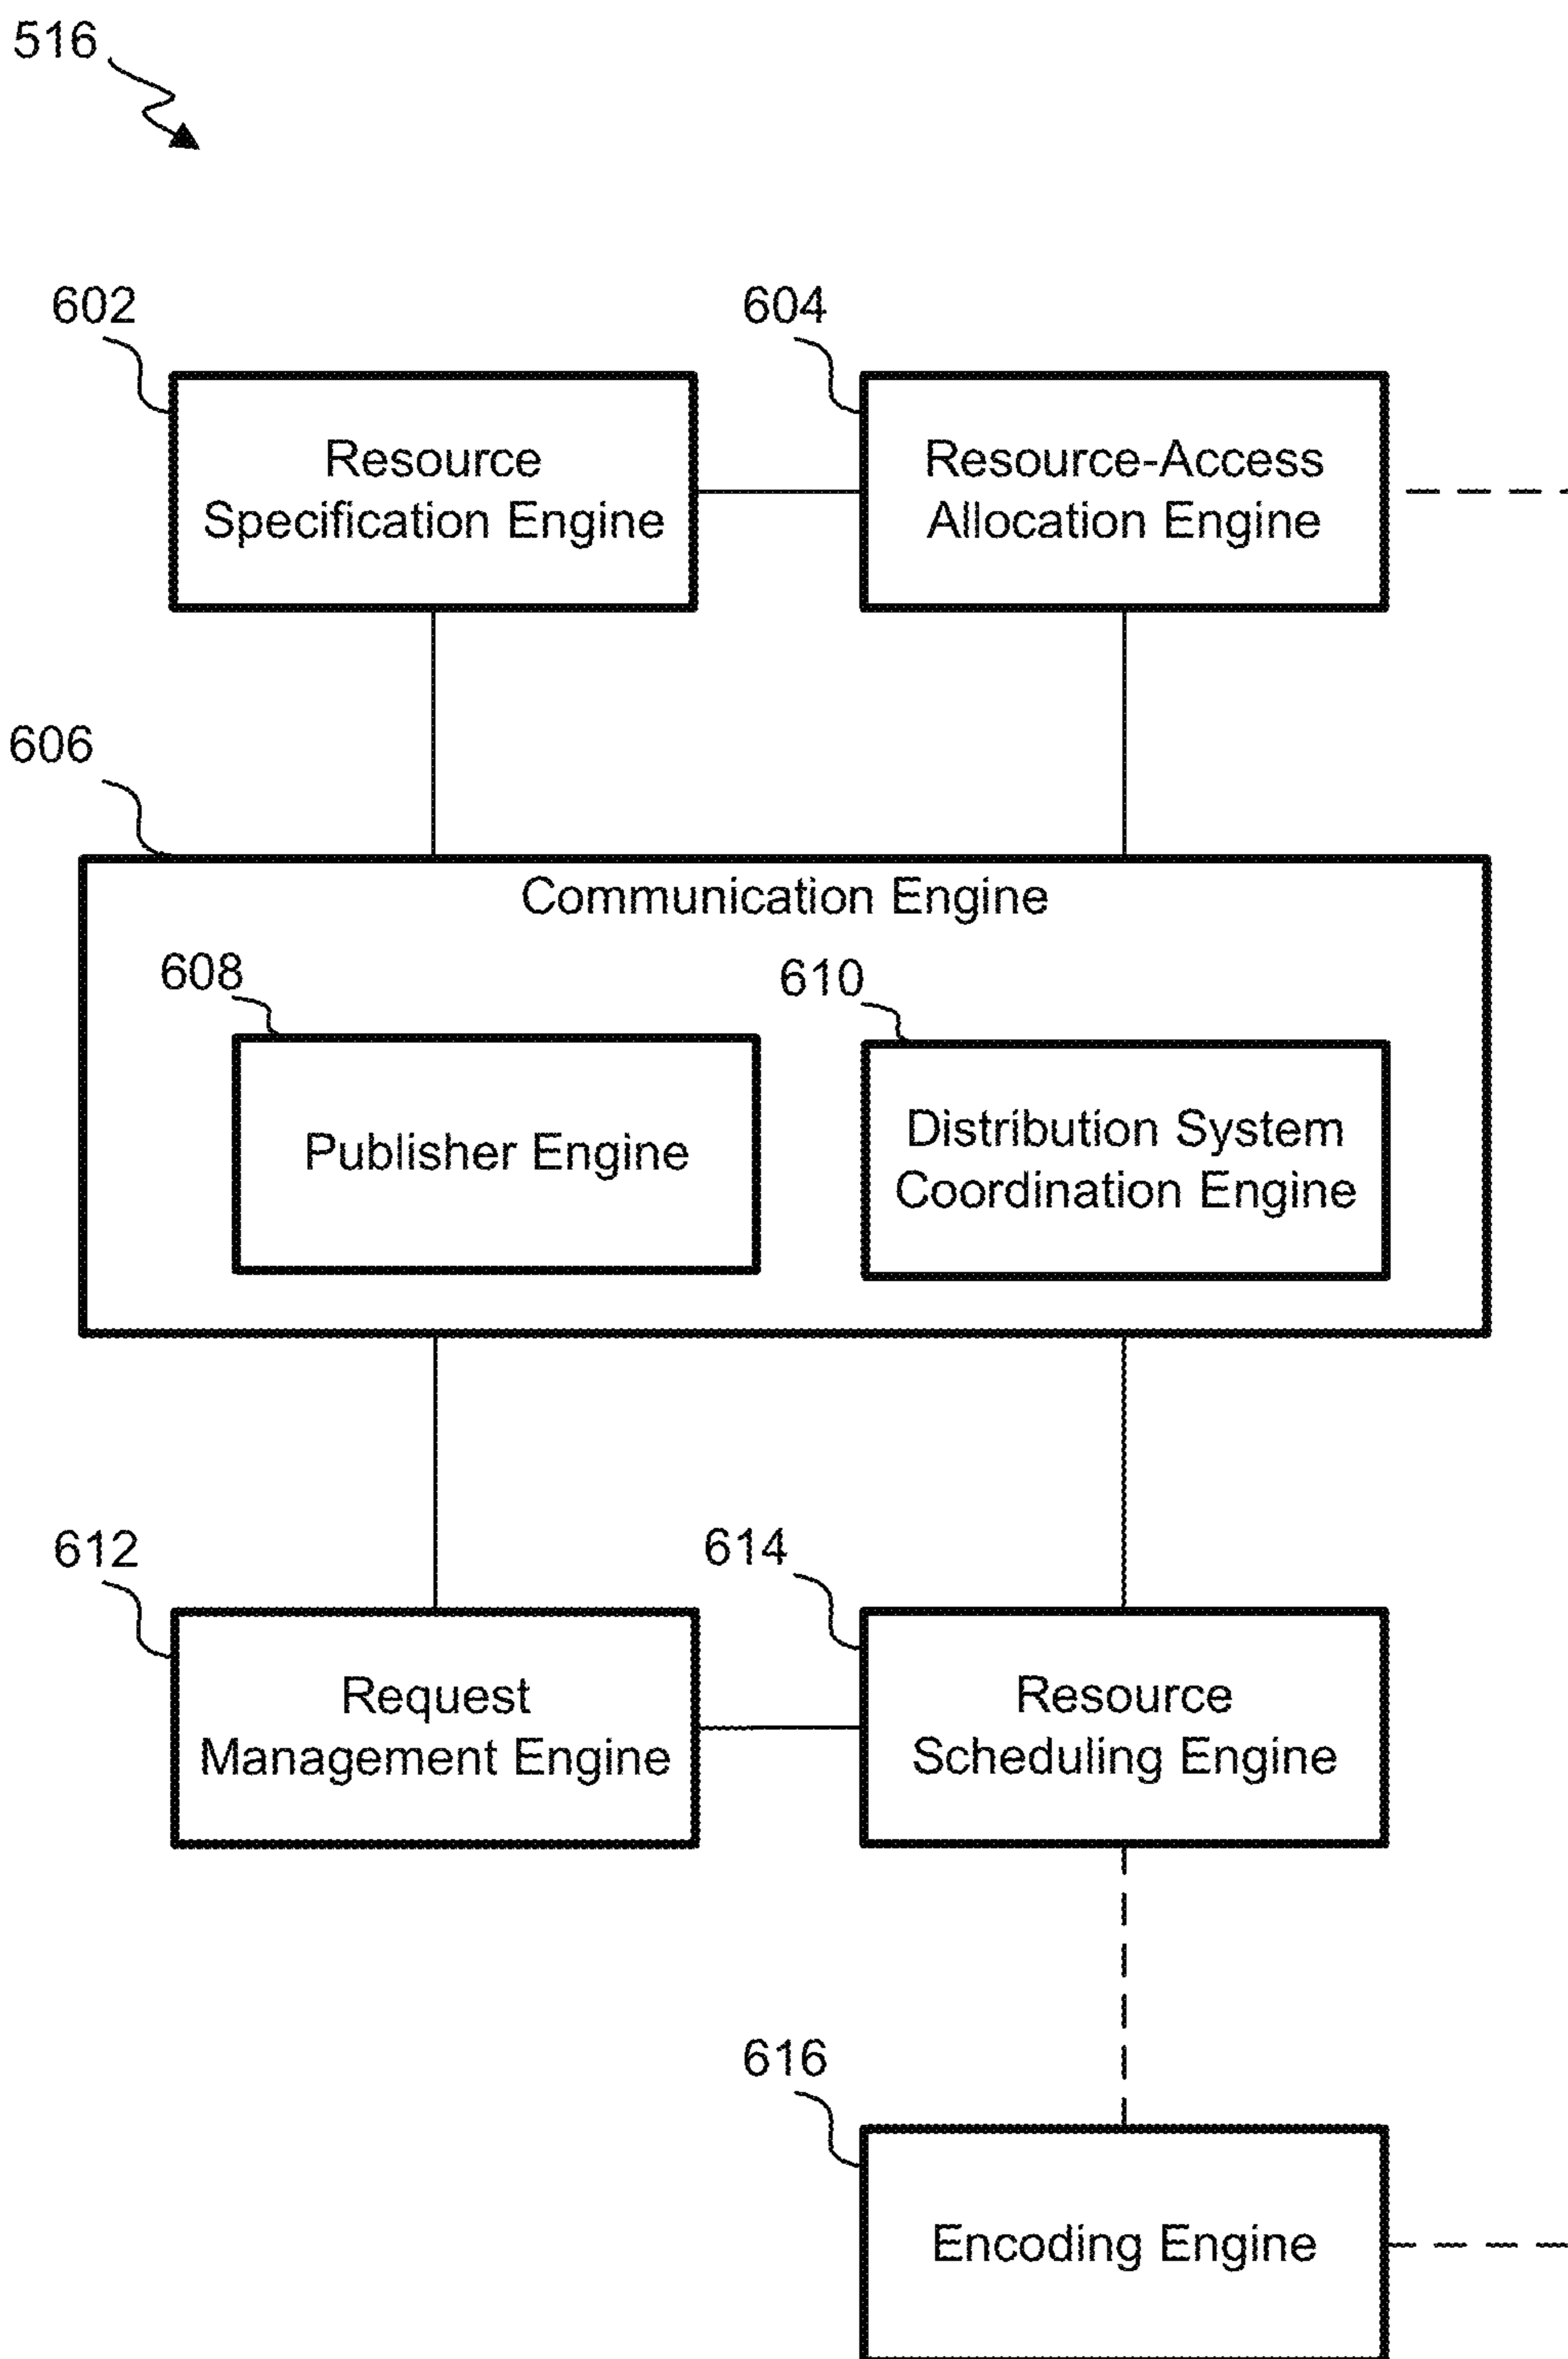 516
602
604
Resource
Specification Engine
Resource-Access
Allocation Engine
606
Communication Engine
608
610
Publisher Engine
Distribution System
Coordination Engine
612
614
Request
Management Engine
Resource
Scheduling Engine
616
Encoding Engine